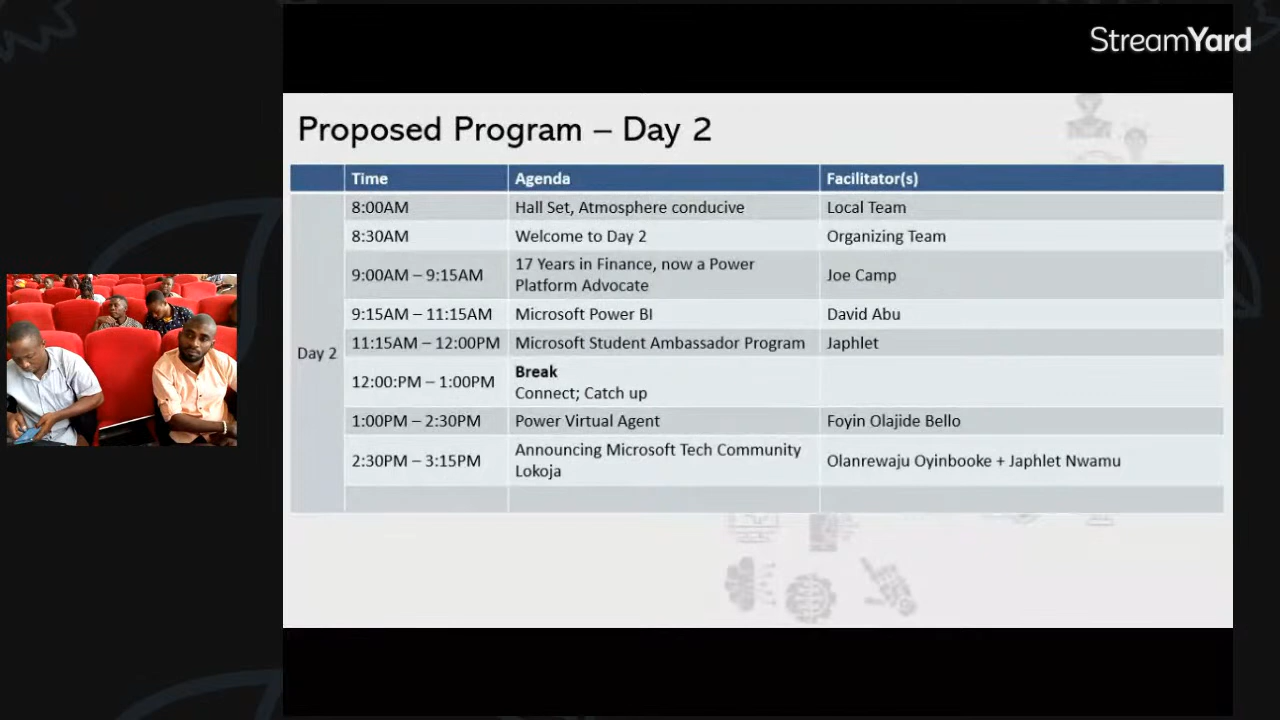 StreamYard
Proposed Program – Day 2
Time Agenda Facilitator(s)
Day 2
8:00AM Hall Set, Atmosphere conducive Local Team
8:30AM Welcome to Day 2 Organizing Team
9:00AM – 9:15AM 17 Years in Finance, now a Power
Platform Advocate Joe Camp
9:15AM – 11:15AM Microsoft Power BI David Abu
11:15AM – 12:00PM Microsoft Student Ambassador Program Japhlet
12:00:PM – 1:00PM Break
Connect; Catch up
1:00PM – 2:30PM Power Virtual Agent Foyin Olajide Bello
2:30PM – 3:15PM Announcing Microsoft Tech Community
Lokoja Olanrewaju Oyinbooke + Japhlet Nwamu